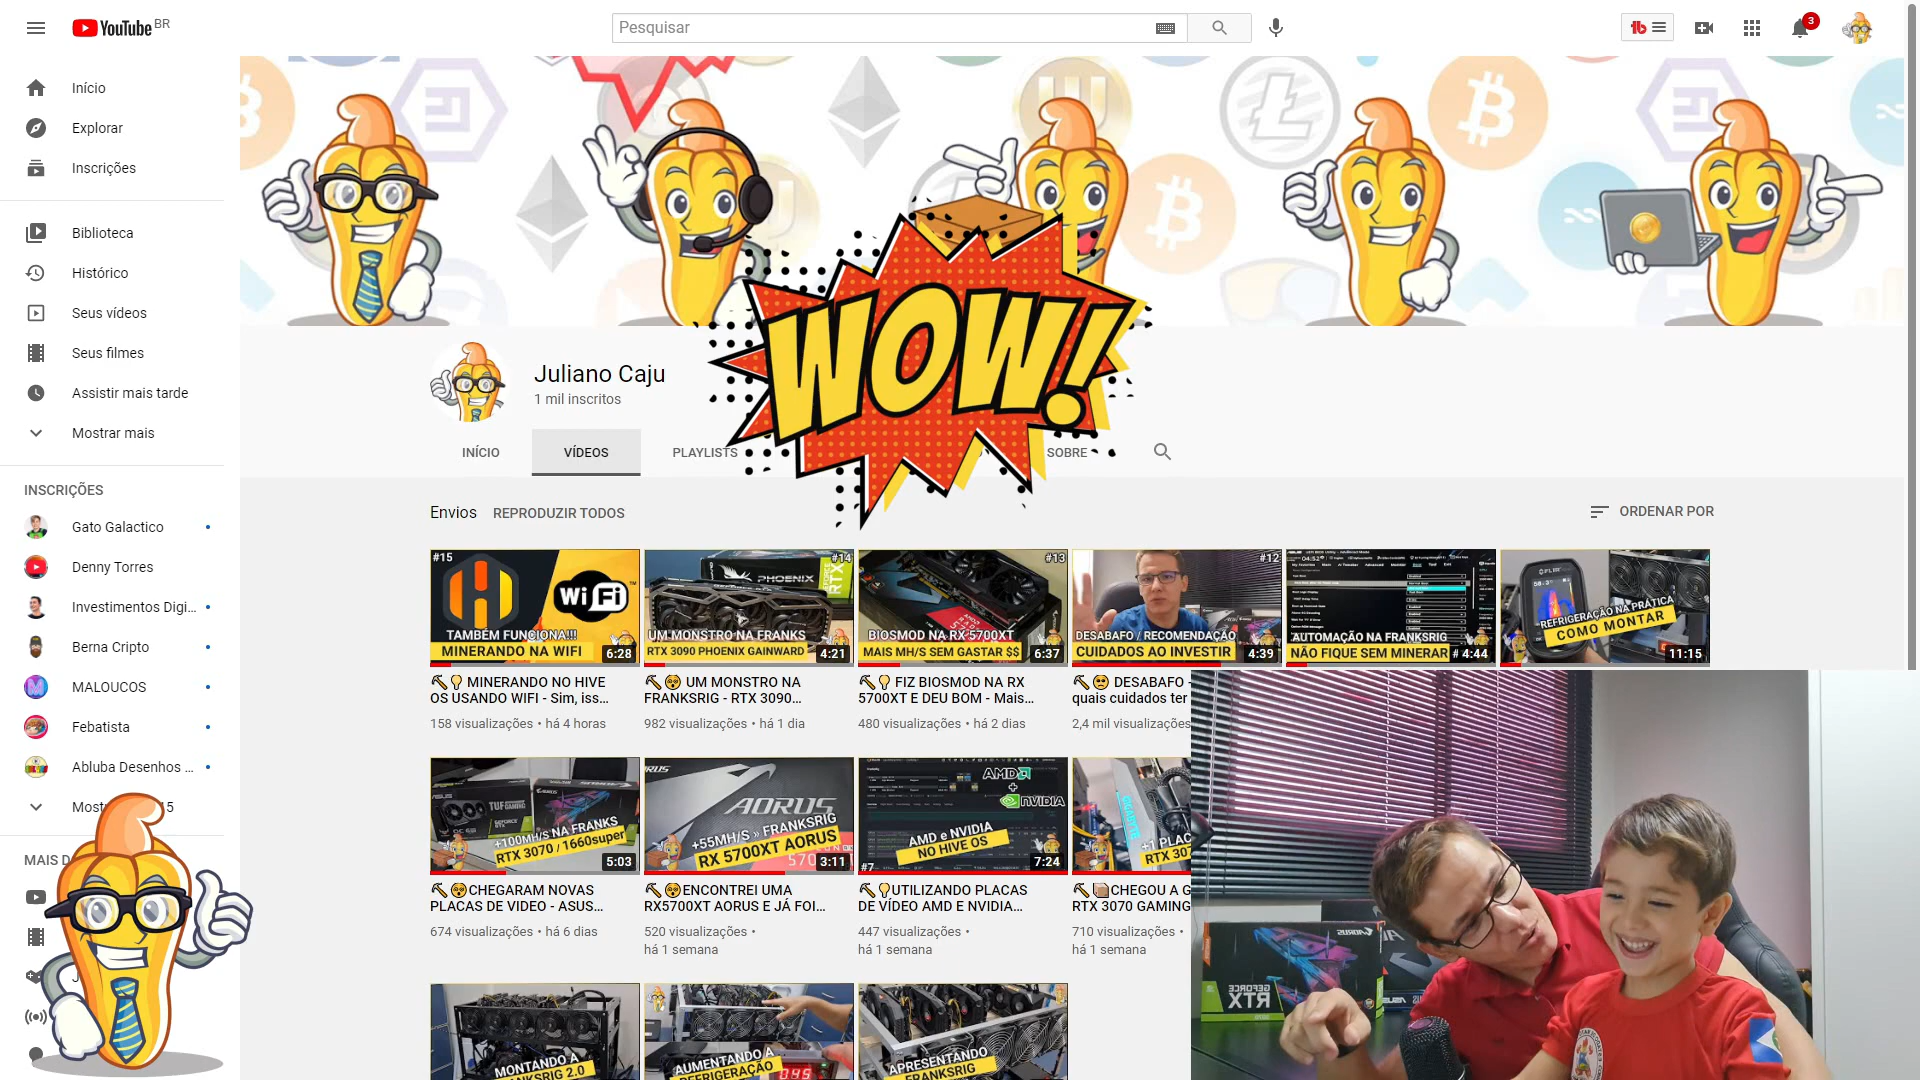 YouTube BR
Pesquisar
3
Início
Explorar
Inscrições
Biblioteca
Histórico
Seus vídeos
Seus filmes
Assistir mais tarde
Mostrar mais
INSCRIÇÕES
Gato Galactico
Denny Torres
Investimentos Digi...
Berna Cripto
MALOUCOS
Febatista
Abluba Desenhos ...
WOW!
Juliano Caju
1 mil inscritos
INÍCIO
VÍDEOS
PLAYLISTS
SOBRE
Envios
REPRODUZIR TODOS
ORDENAR POR
#15
WiFi
TAMBÉM FUNCIONA!!!
MINERANDO NA WIFI
6:28
#14
PHOENIX
UM MONSTRO NA FRANKS
RTX 3090 PHOENIX GAINWARD
4:21
#13
BIOSMOD NA RX 5700XT
MAIS MH/S SEM GASTAR $$
6:37
#12
DESABAFO / RECOMENDAÇÃO
CUIDADOS AO INVESTIR
4:39
AUTOMAÇÃO NA FRANKSRIG
NÃO FIQUE SEM MINERAR
4:44
FLIR
REFRIGERAÇÃO NA PRÁTICA
COMO MONTAR
11:15
MINERANDO NO HIVE
OS USANDO WIFI - Sim, iss...
158 visualizações • há 4 horas
UM MONSTRO NA
FRANKSRIG - RTX 3090...
982 visualizações • há 1 dia
FIZ BIOSMOD NA RX
5700XT E DEU BOM - Mais...
480 visualizações • há 2 dias
DESABAFO -
quais cuidados ter
2,4 mil visualizações
+100MH/S NA FRANKS
RTX 3070 / 1660super
5:03
AORUS
+55MH/S » FRANKSRIG
RX 5700XT AORUS
3:11
AMD
+
NVIDIA
AMD e NVIDIA
NO HIVE OS
#7
7:24
+1 PLAC
RTX 307
CHEGARAM NOVAS
PLACAS DE VIDEO - ASUS...
674 visualizações • há 6 dias
ENCONTREI UMA
RX5700XT AORUS E JÁ FOI...
520 visualizações •
há 1 semana
UTILIZANDO PLACAS
DE VÍDEO AMD E NVIDIA...
447 visualizações •
há 1 semana
CHEGOU A G
RTX 3070 GAMING
710 visualizações •
há 1 semana
MONTANDO A
ANKSRIG 2.0
AUMENTANDO A
REFRIGERAÇÃO
APRESENTANDO
FRANKSRIG
GEFORCE
RTX
ASUS